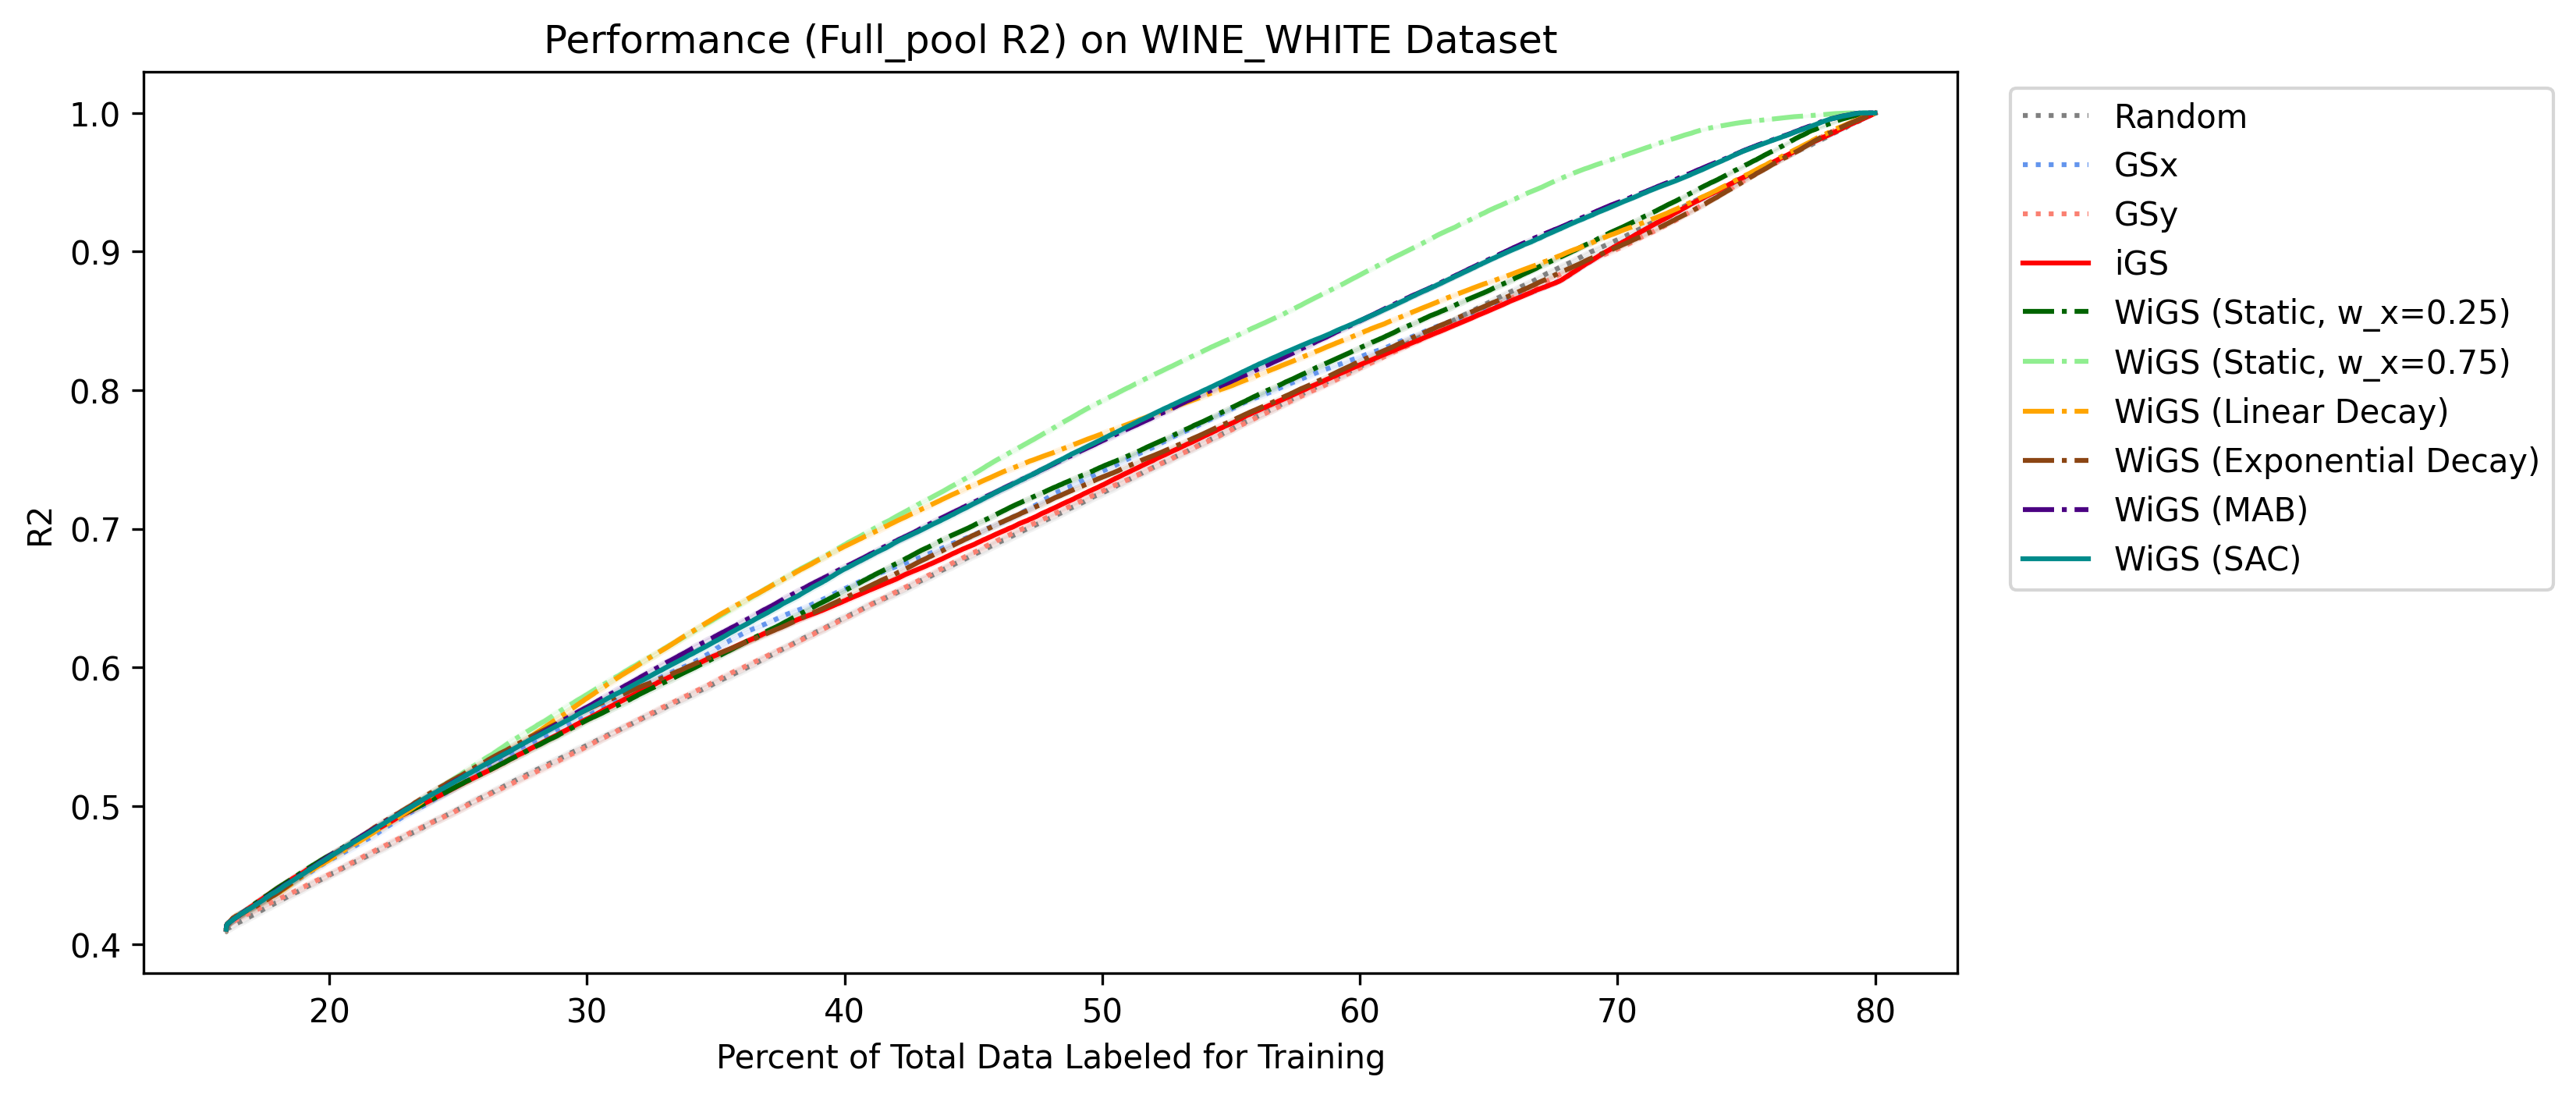 Performance (Full_pool R2) on WINE_WHITE Dataset
1.0
0.9
0.8
0.7
0.6
0.5
0.4
R2
20 30 40 50 60 70 80
Percent of Total Data Labeled for Training
Random
GSx
GSy
iGS
WiGS (Static, w_x=0.25)
WiGS (Static, w_x=0.75)
WiGS (Linear Decay)
WiGS (Exponential Decay)
WiGS (MAB)
WiGS (SAC)